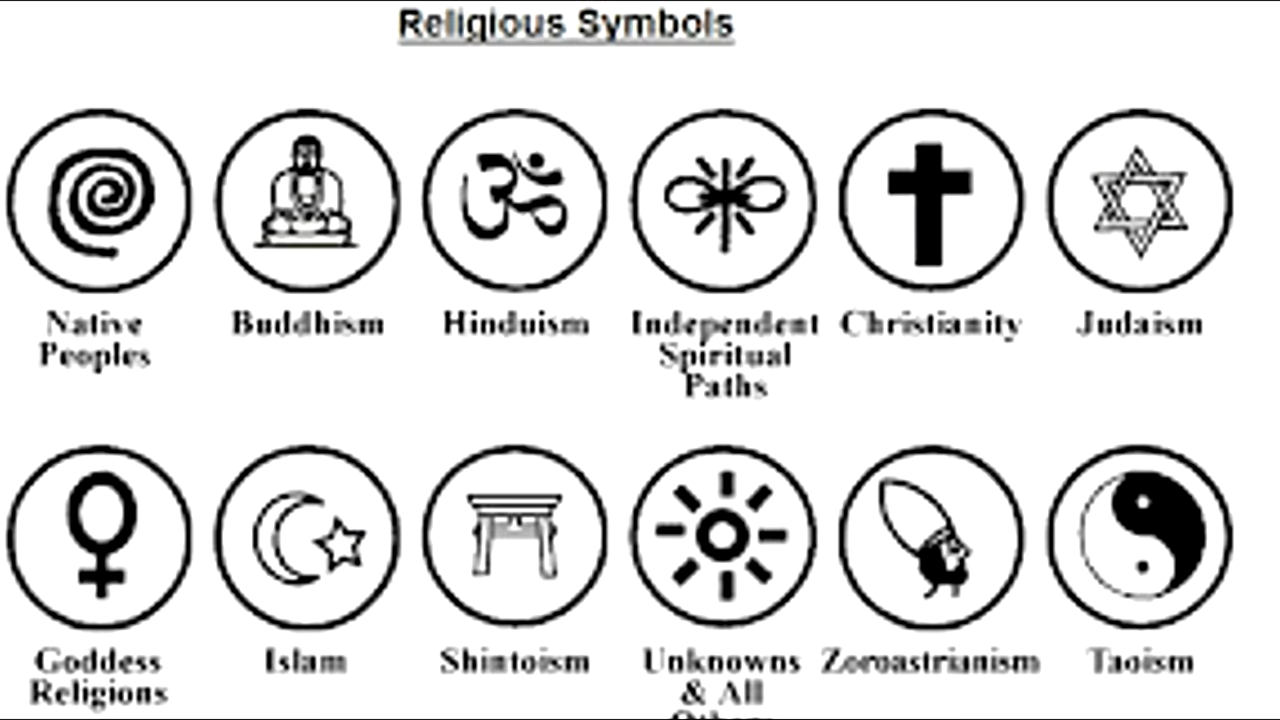 Religious Symbols
Native
Peoples
Buddhism
Hinduism
Independent
Spiritual
Paths
Christianity
Judaism
Goddess
Religions
Islam
Shintoism
Unknowns
& All
Others
Zoroastrianism
Taoism